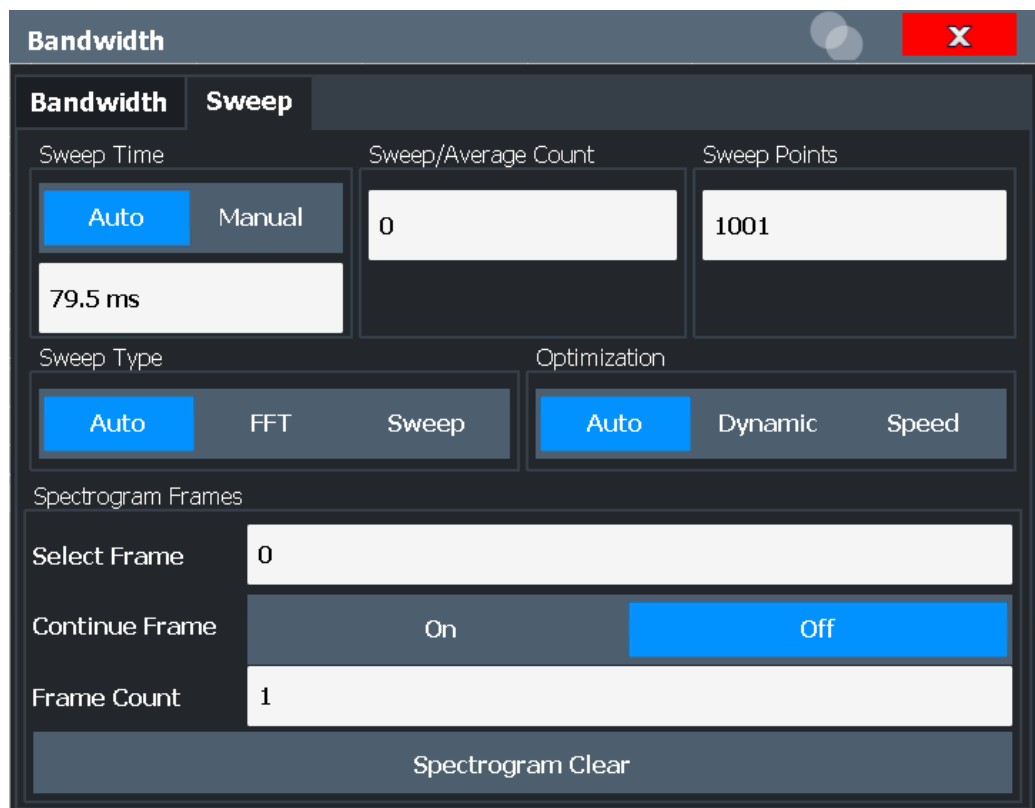 Bandwidth X
Bandwidth Sweep
Sweep Time Sweep/Average Count Sweep Points
Auto Manual 0 1001
79.5 ms
Sweep Type Optimization
Auto FFT Sweep Auto Dynamic Speed
Spectrogram Frames
Select Frame 0
Continue Frame On Off
Frame Count 1
Spectrogram Clear